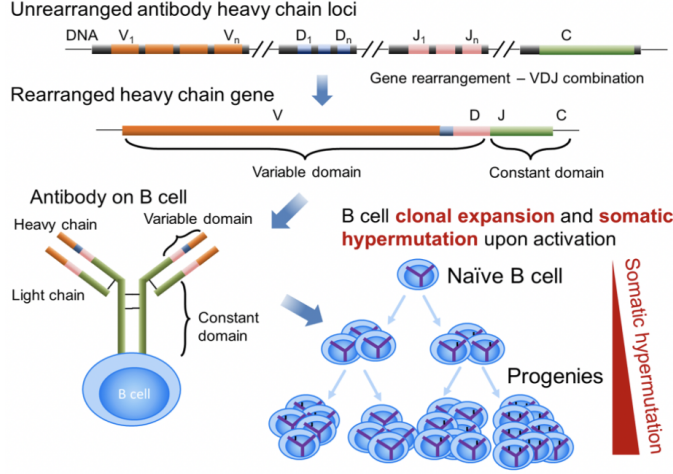 Unrearranged antibody heavy chain loci
DNA V1 Vn D1 Dn J1 Jn C
Gene rearrangement – VDJ combination
Rearranged heavy chain gene
V D J C
Variable domain Constant domain
Antibody on B cell
Heavy chain Variable domain
Light chain
Constant domain
B cell
B cell clonal expansion and somatic
hypermutation upon activation
Naïve B cell
Progenies
Somatic hypermutation